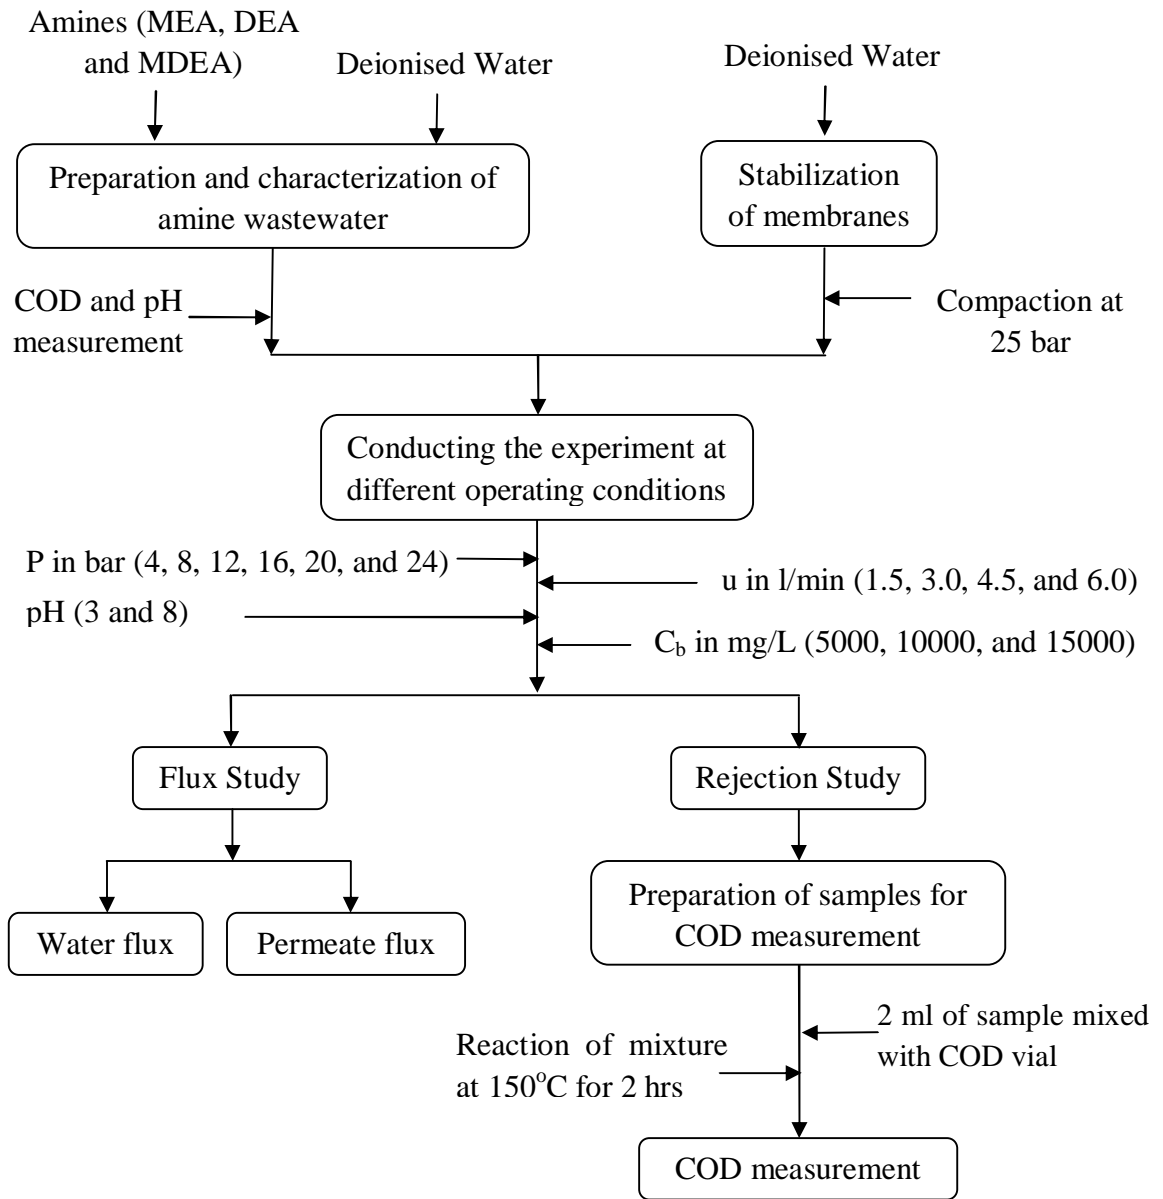 Amines (MEA, DEA
and MDEA)
Deionised Water
Deionised Water
Preparation and characterization of
amine wastewater
Stabilization
of membranes
COD and pH
measurement
Compaction at
25 bar
Conducting the experiment at
different operating conditions
P in bar (4, 8, 12, 16, 20, and 24)
u in l/min (1.5, 3.0, 4.5, and 6.0)
pH (3 and 8)
C_b in mg/L (5000, 10000, and 15000)
Flux Study
Rejection Study
Water flux
Permeate flux
Preparation of samples for
COD measurement
2 ml of sample mixed
with COD vial
Reaction of mixture
at 150°C for 2 hrs
COD measurement